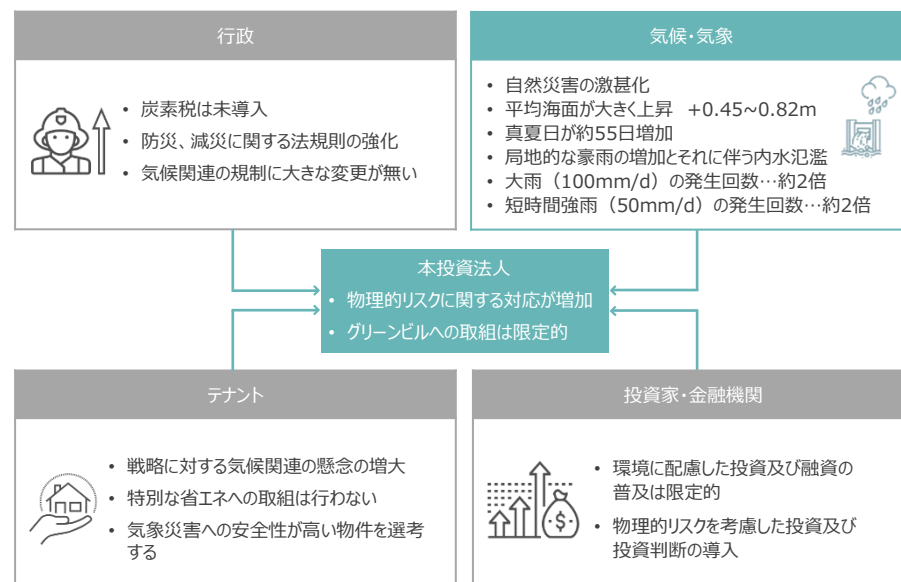 行政
• 炭素税は未導入
• 防災、減災に関する法規則の強化
• 気候関連の規制に大きな変更が無い
気候・気象
• 自然災害の激甚化
• 平均海面が大きく上昇 +0.45~0.82m
• 真夏日が約55日増加
• 局地的な豪雨の増加とそれに伴う内水氾濫
• 大雨（100mm/d）の発生回数…約2倍
• 短時間強雨（50mm/d）の発生回数…約2倍
本投資法人
• 物理的リスクに関する対応が増加
• グリーンビルへの取組は限定的
テナント
• 戦略に対する気候関連の懸念の増大
• 特別な省エネへの取組は行わない
• 気象災害への安全性が高い物件を選考
する
投資家・金融機関
• 環境に配慮した投資及び融資の
普及は限定的
• 物理的リスクを考慮した投資及び
投資判断の導入
$